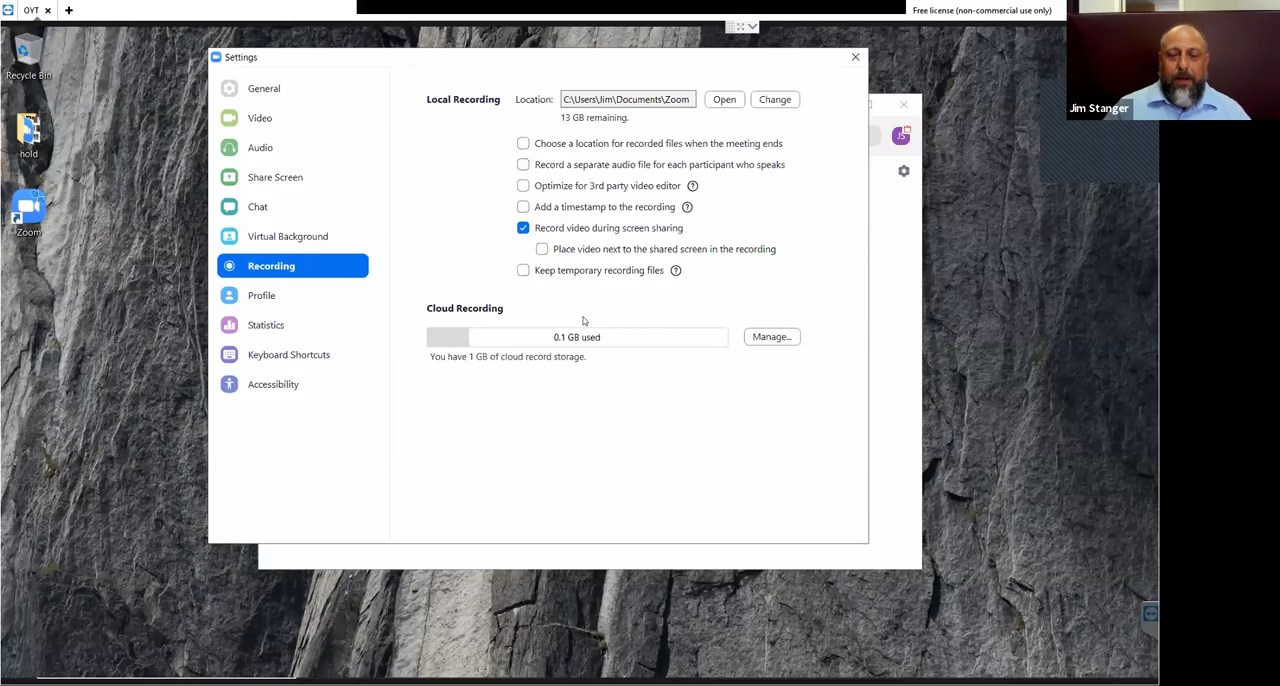 OYT
Free license (non-commercial use only)
Recycle Bin
hold
Zoom
Jim Stanger
JS
Settings
General
Video
Audio
Share Screen
Chat
Virtual Background
Recording
Profile
Statistics
Keyboard Shortcuts
Accessibility
Local Recording Location: C:\Users\Jim\Documents\Zoom Open Change
13 GB remaining.
Choose a location for recorded files when the meeting ends
Record a separate audio file for each participant who speaks
Optimize for 3rd party video editor ?
Add a timestamp to the recording ?
Record video during screen sharing
Place video next to the shared screen in the recording
Keep temporary recording files ?
Cloud Recording
0.1 GB used Manage...
You have 1 GB of cloud record storage.